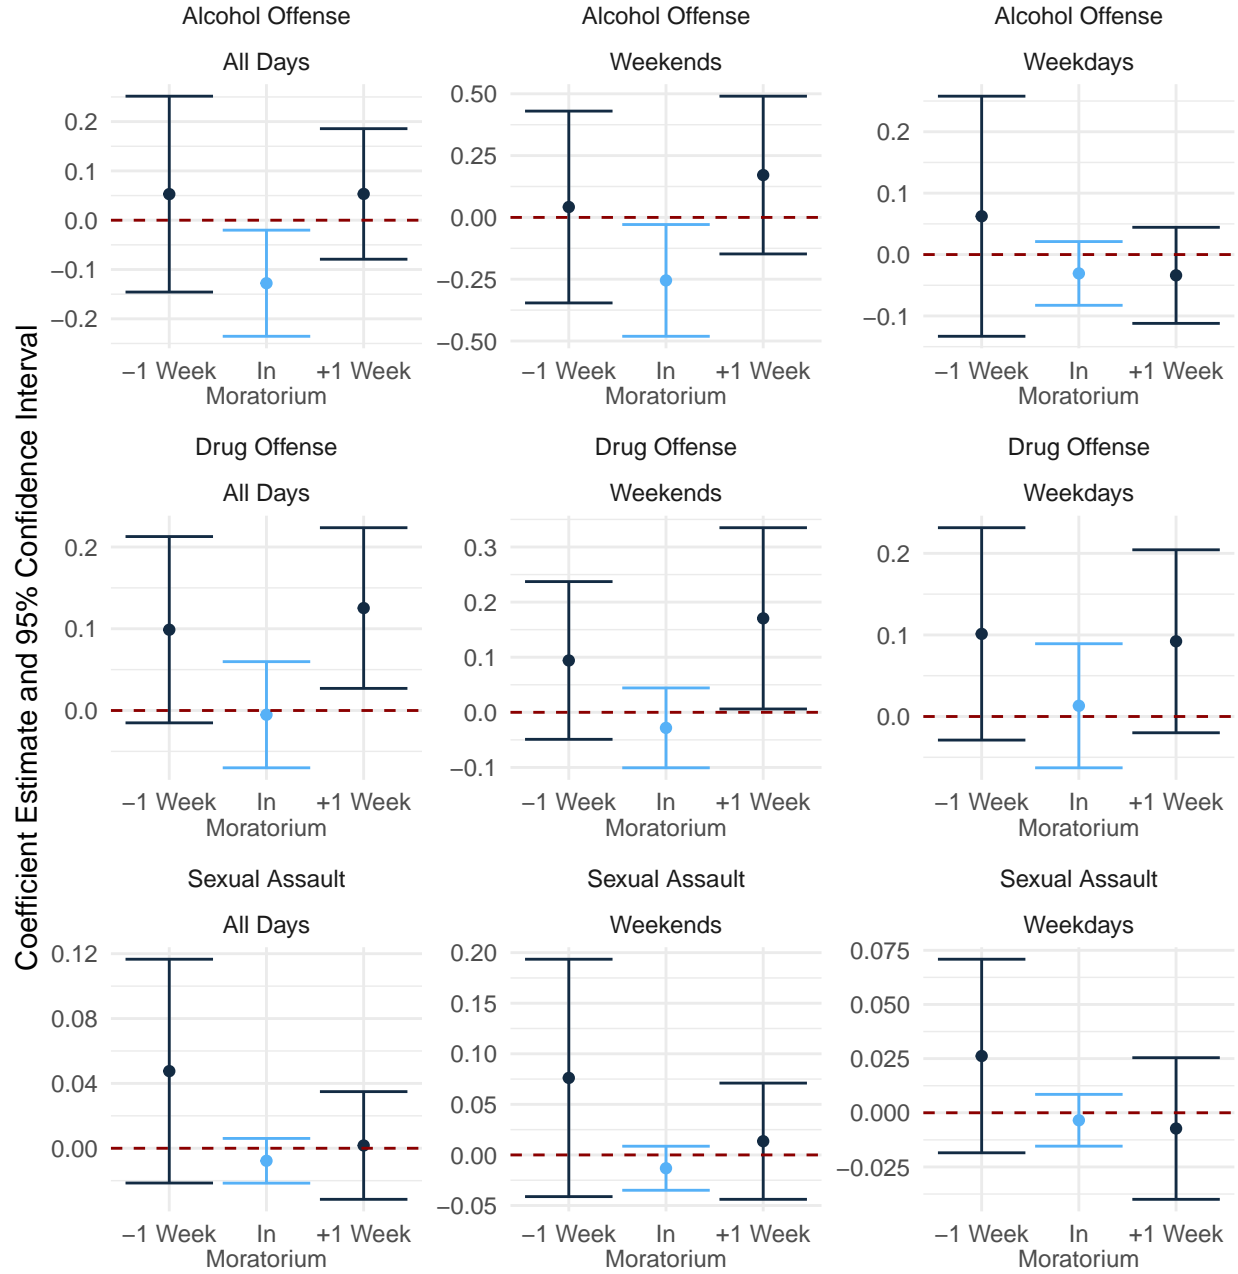 Coefficient Estimate and 95% Confidence Interval
Alcohol Offense
All Days
0.2
0.1
0.0
−0.1
−0.2
−1 Week In +1 Week
Moratorium
Alcohol Offense
Weekends
0.50
0.25
0.00
−0.25
−0.50
−1 Week In +1 Week
Moratorium
Alcohol Offense
Weekdays
0.2
0.1
0.0
−0.1
−1 Week In +1 Week
Moratorium
Drug Offense
All Days
0.2
0.1
0.0
−1 Week In +1 Week
Moratorium
Drug Offense
Weekends
0.3
0.2
0.1
0.0
−0.1
−1 Week In +1 Week
Moratorium
Drug Offense
Weekdays
0.2
0.1
0.0
−1 Week In +1 Week
Moratorium
Sexual Assault
All Days
0.12
0.08
0.04
0.00
−1 Week In +1 Week
Moratorium
Sexual Assault
Weekends
0.20
0.15
0.10
0.05
0.00
−0.05
−1 Week In +1 Week
Moratorium
Sexual Assault
Weekdays
0.075
0.050
0.025
0.000
−0.025
−1 Week In +1 Week
Moratorium